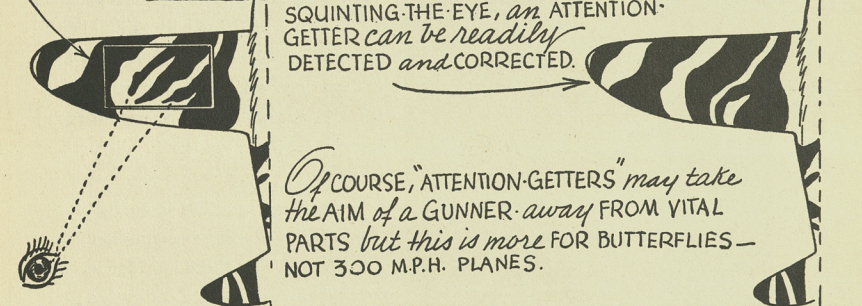 SQUINTING·THE·EYE, an ATTENTION·
GETTER can be readily
DETECTED and CORRECTED.
Of COURSE, "ATTENTION·GETTERS" may take
the AIM of a GUNNER·away FROM VITAL
PARTS but this is more FOR BUTTERFLIES—
NOT 300 M.P.H. PLANES.